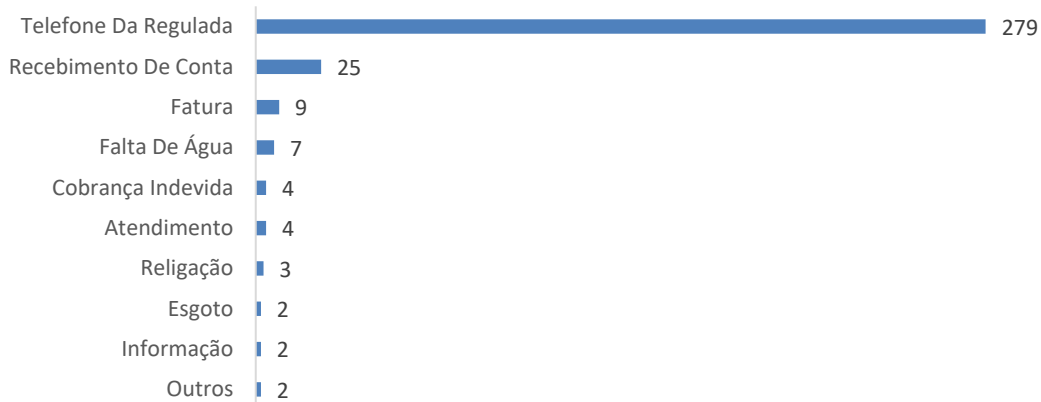 Telefone Da Regulada 279
Recebimento De Conta 25
Fatura 9
Falta De Água 7
Cobrança Indevida 4
Atendimento 4
Religação 3
Esgoto 2
Informação 2
Outros 2